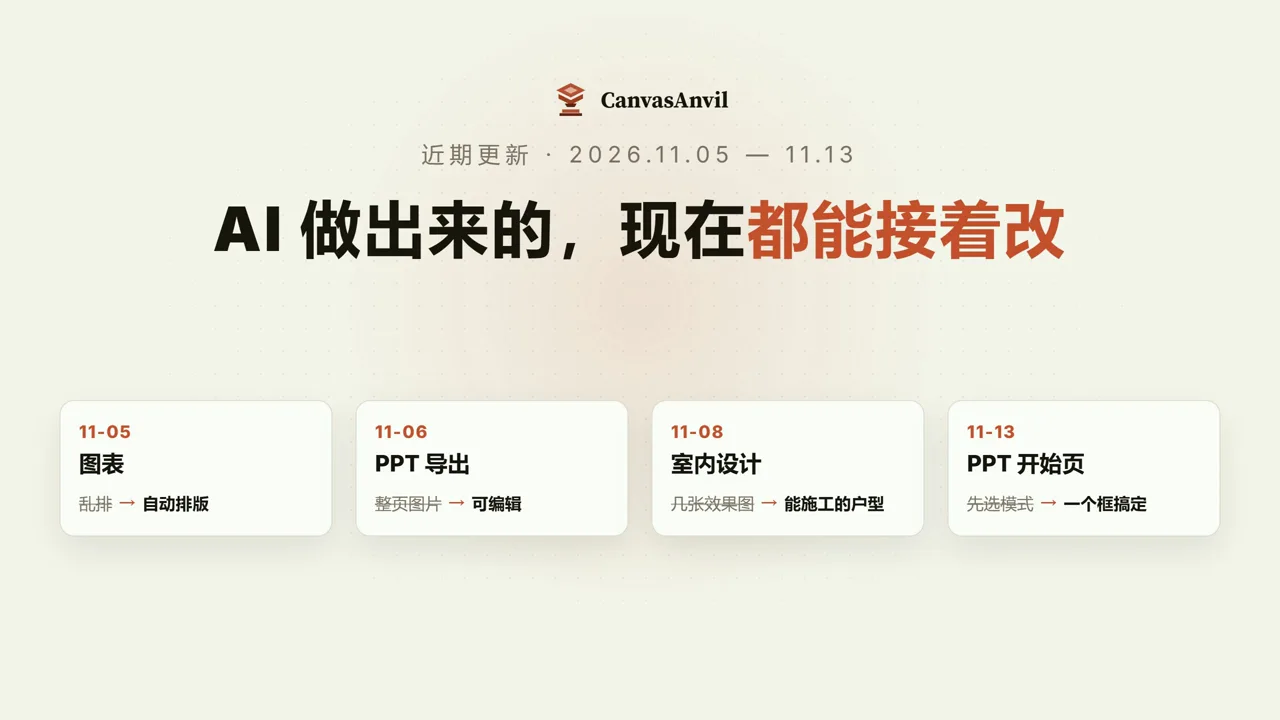 CanvasAnvil
近期更新 · 2026.11.05 — 11.13
AI 做出来的，现在都能接着改
11-05
图表
乱排 → 自动排版
11-06
PPT 导出
整页图片 → 可编辑
11-08
室内设计
几张效果图 → 能施工的户型
11-13
PPT 开始页
先选模式 → 一个框搞定